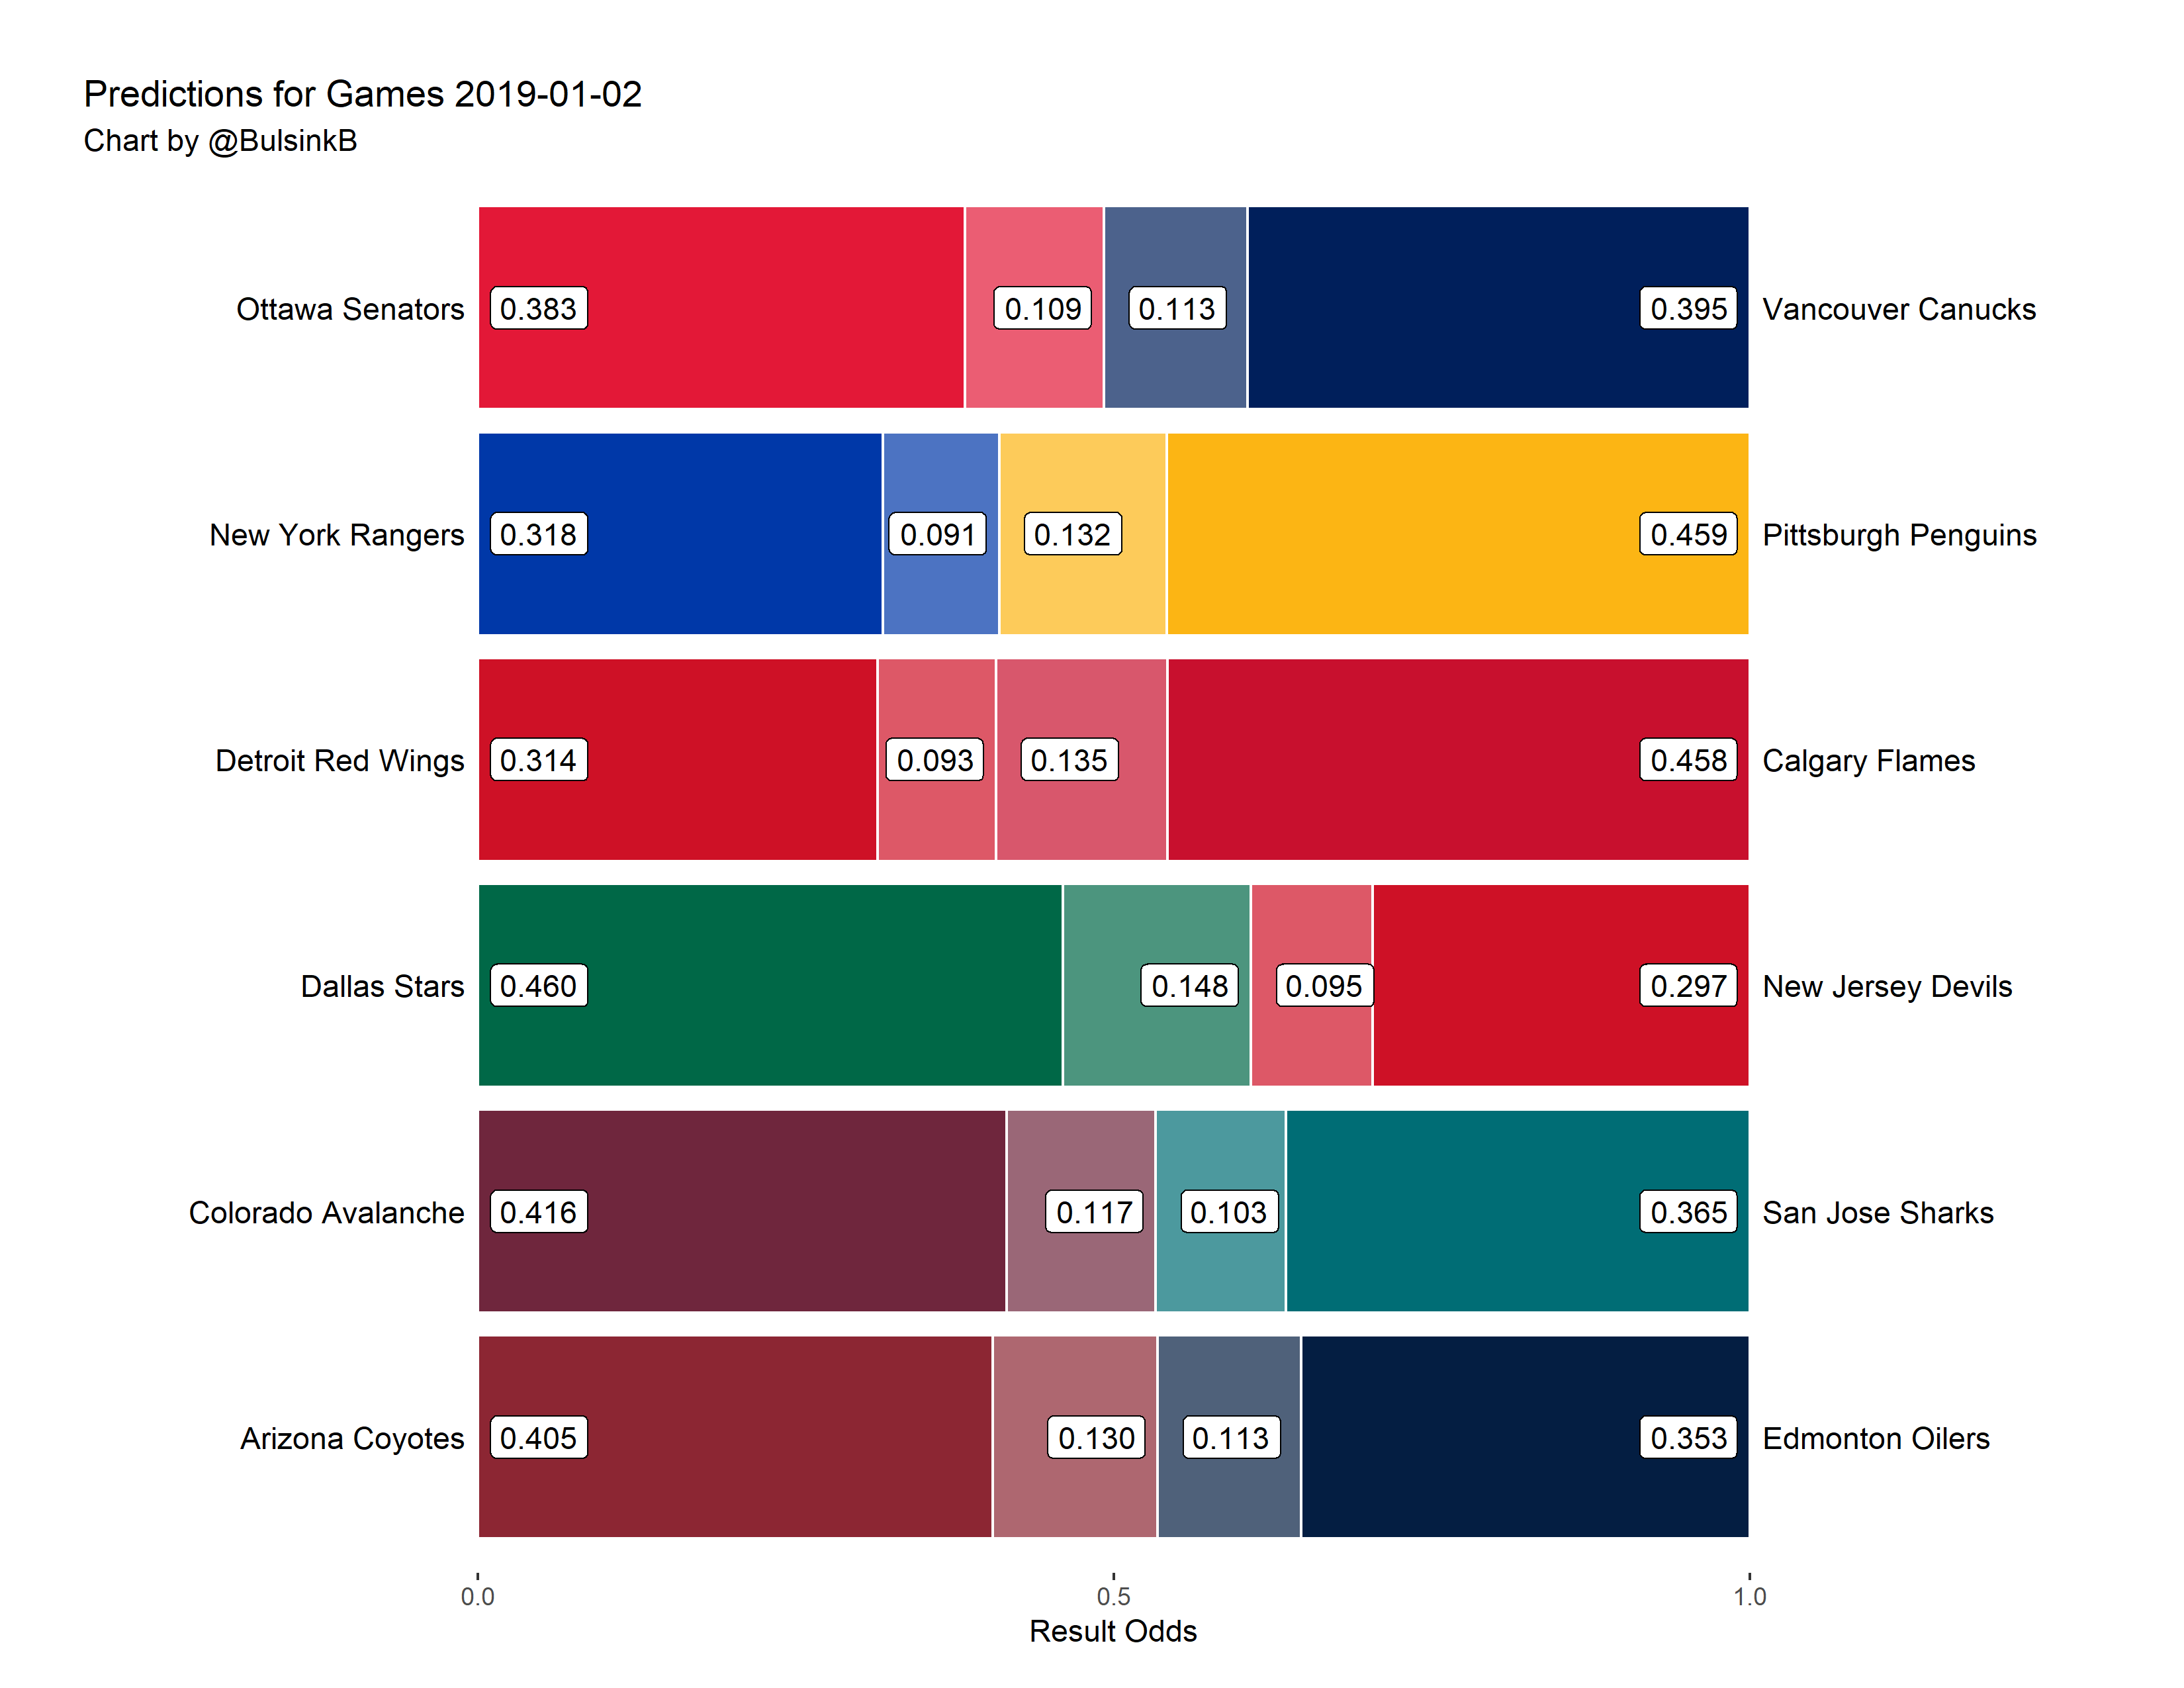 Predictions for Games 2019-01-02
Chart by @BulsinkB
Ottawa Senators 0.383 0.109 0.113 0.395 Vancouver Canucks
New York Rangers 0.318 0.091 0.132 0.459 Pittsburgh Penguins
Detroit Red Wings 0.314 0.093 0.135 0.458 Calgary Flames
Dallas Stars 0.460 0.148 0.095 0.297 New Jersey Devils
Colorado Avalanche 0.416 0.117 0.103 0.365 San Jose Sharks
Arizona Coyotes 0.405 0.130 0.113 0.353 Edmonton Oilers
0.0 0.5 1.0
Result Odds